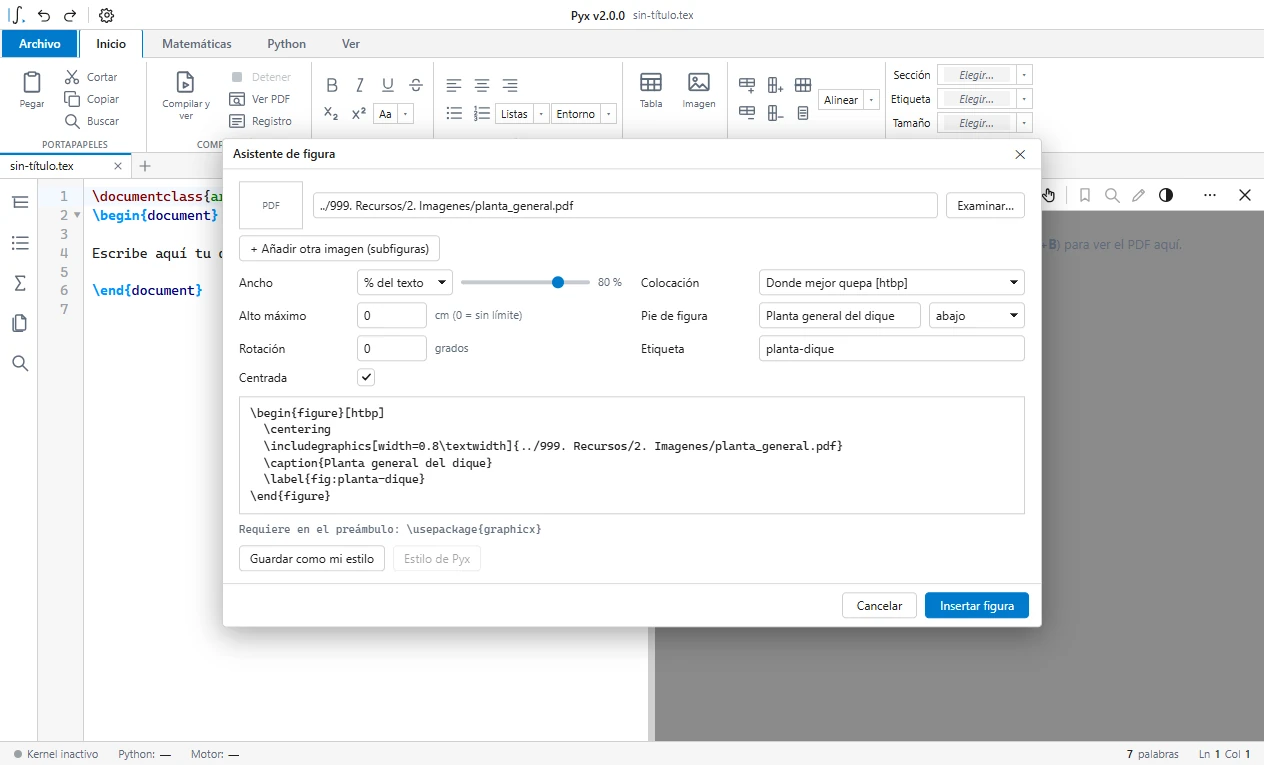 Pyx v2.0.0 sin-título.tex
Archivo Inicio Matemáticas Python Ver
Pegar
Cortar
Copiar
Buscar
PORTAPAPELES
Compilar y
ver
Detener
Ver PDF
Registro
COMP
Aa
Listas
Entorno
Tabla
Imagen
Alinear
Sección Elegir...
Etiqueta Elegir...
Tamaño Elegir...
sin-título.tex
1 \documentclass{ar
2 \begin{document}
3
4 Escribe aquí tu d
5
6 \end{document}
7
+B) para ver el PDF aquí.
Asistente de figura
PDF
../999. Recursos/2. Imagenes/planta_general.pdf
Examinar...
+ Añadir otra imagen (subfiguras)
Ancho % del texto 80 % Colocación Donde mejor quepa [htbp]
Alto máximo 0 cm (0 = sin límite) Pie de figura Planta general del dique abajo
Rotación 0 grados Etiqueta planta-dique
Centrada
\begin{figure}[htbp]
\centering
\includegraphics[width=0.8\textwidth]{../999. Recursos/2. Imagenes/planta_general.pdf}
\caption{Planta general del dique}
\label{fig:planta-dique}
\end{figure}
Requiere en el preámbulo: \usepackage{graphicx}
Guardar como mi estilo Estilo de Pyx
Cancelar Insertar figura
Kernel inactivo Python: — Motor: — 7 palabras Ln 1 Col 1